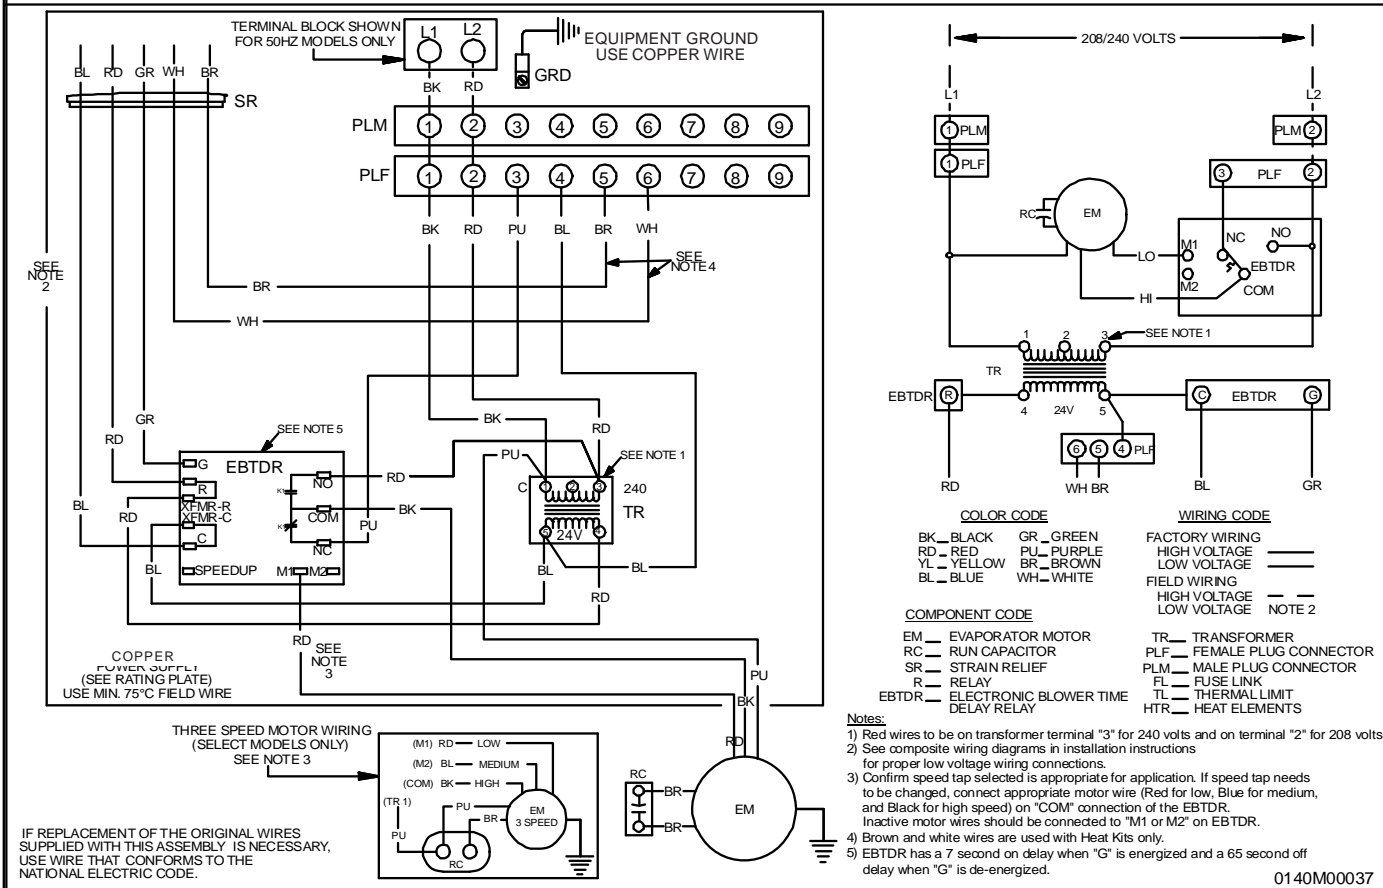 TERMINAL BLOCK SHOWN
FOR 50HZ MODELS ONLY
L1 L2
EQUIPMENT GROUND
USE COPPER WIRE
GRD
BL RD GR WH BR
SR
BK RD
PLM 1 2 3 4 5 6 7 8 9
PLF 1 2 3 4 5 6 7 8 9
BK RD PU BL BR WH
SEE
NOTE 4
SEE
NOTE
2
BR
WH
GR
RD
BL
RD
BL
SEE NOTE 5
EBTDR
G
R
XFMR-R
XFMR-C
C
SPEEDUP
M1 M2
K1
K1
NO
COM
NC
RD
BK
PU
BK
PU
RD
SEE NOTE 1
C 1 2 3 240
TR
24V
5 4
BL
BL
RD
RD
SEE
NOTE
3
COPPER
POWER SUPPLY
(SEE RATING PLATE)
USE MIN. 75°C FIELD WIRE
PU
BK
RD
THREE SPEED MOTOR WIRING
(SELECT MODELS ONLY)
SEE NOTE 3
(M1) RD LOW
(M2) BL MEDIUM
(COM) BK HIGH
(TR 1)
PU
PU
BR
EM
3 SPEED
RC
RC
BR
BR
EM
IF REPLACEMENT OF THE ORIGINAL WIRES
SUPPLIED WITH THIS ASSEMBLY IS NECESSARY,
USE WIRE THAT CONFORMS TO THE
NATIONAL ELECTRIC CODE.
208/240 VOLTS
L1 L2
1 PLM
PLM 2
1 PLF
3 PLF 2
RC
EM
M1
M2
NC
NO
EBTDR
COM
LO
HI
1 2 3
SEE NOTE 1
TR
4 24V 5
EBTDR R
C EBTDR G
6 5 4 PLF
RD WH BR BL GR
COLOR CODE
BK BLACK GR GREEN
RD RED PU PURPLE
YL YELLOW BR BROWN
BL BLUE WH WHITE
WIRING CODE
FACTORY WIRING
HIGH VOLTAGE
LOW VOLTAGE
FIELD WIRING
HIGH VOLTAGE
LOW VOLTAGE NOTE 2
COMPONENT CODE
EM EVAPORATOR MOTOR
RC RUN CAPACITOR
SR STRAIN RELIEF
R RELAY
EBTDR ELECTRONIC BLOWER TIME
DELAY RELAY
TR TRANSFORMER
PLF FEMALE PLUG CONNECTOR
PLM MALE PLUG CONNECTOR
FL FUSE LINK
TL THERMAL LIMIT
HTR HEAT ELEMENTS
Notes:
1) Red wires to be on transformer terminal "3" for 240 volts and on terminal "2" for 208 volts
2) See composite wiring diagrams in installation instructions
for proper low voltage wiring connections.
3) Confirm speed tap selected is appropriate for application. If speed tap needs
to be changed, connect appropriate motor wire (Red for low, Blue for medium,
and Black for high speed) on "COM" connection of the EBTDR.
Inactive motor wires should be connected to "M1 or M2" on EBTDR.
4) Brown and white wires are used with Heat Kits only.
5) EBTDR has a 7 second on delay when "G" is energized and a 65 second off
delay when "G" is de-energized.
0140M00037